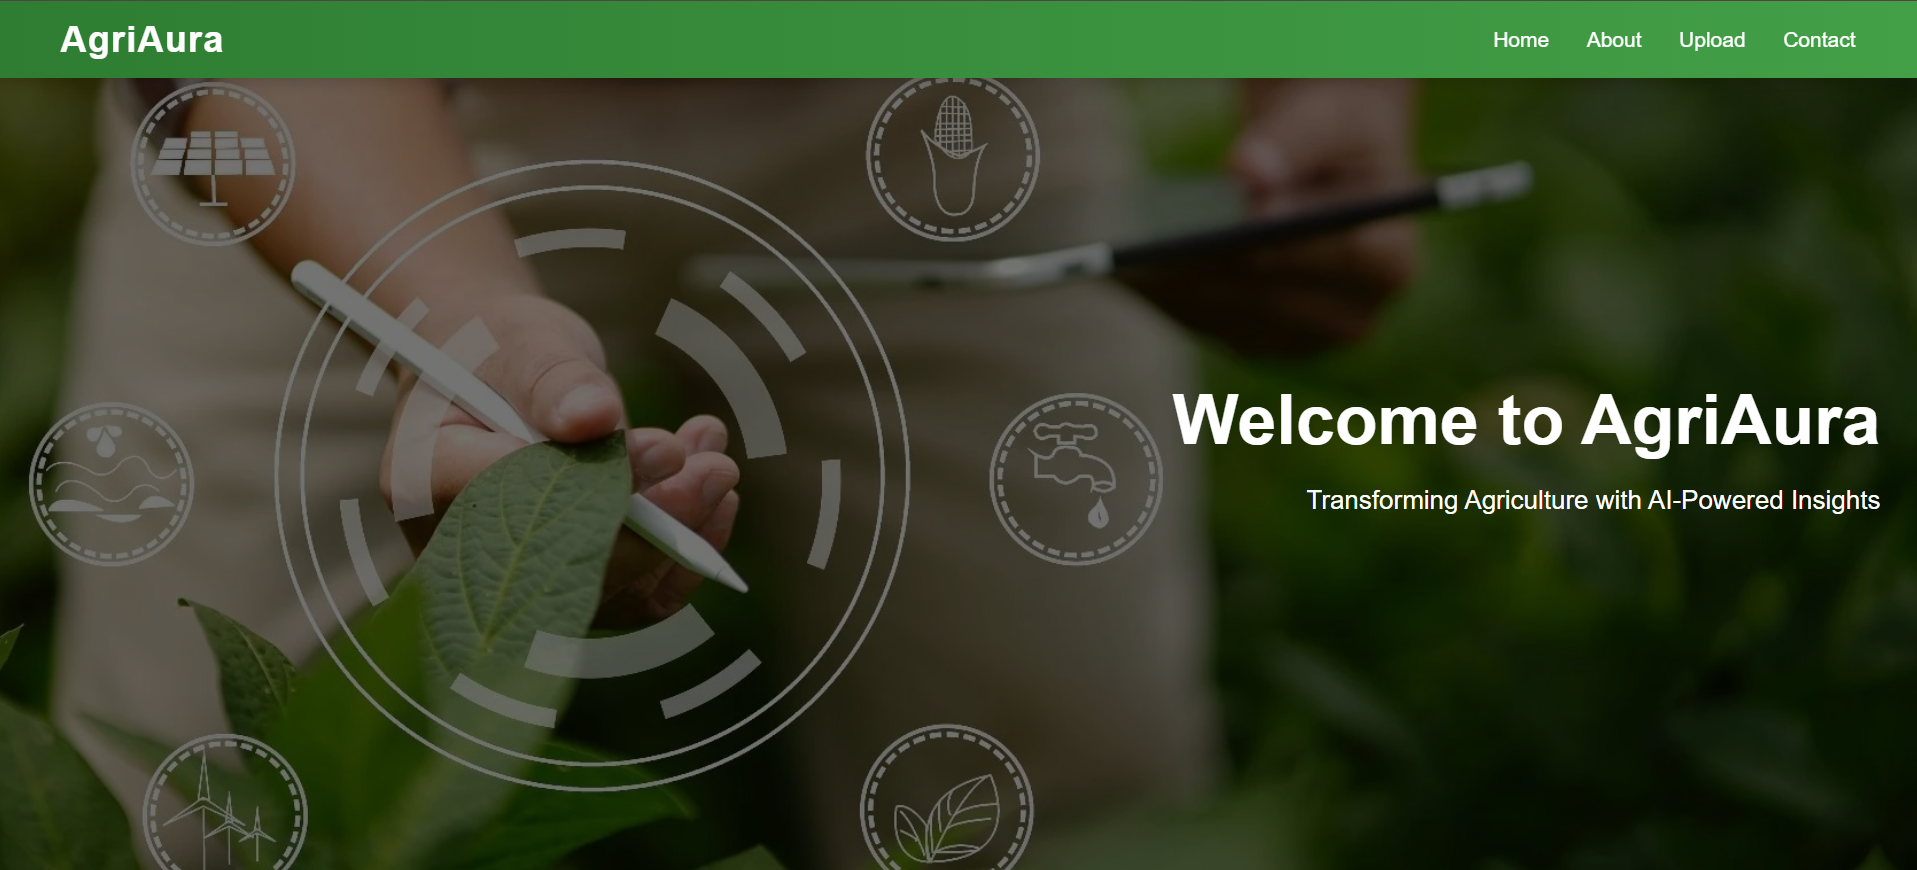 AgriAura
Home About Upload Contact
Welcome to AgriAura
Transforming Agriculture with AI-Powered Insights